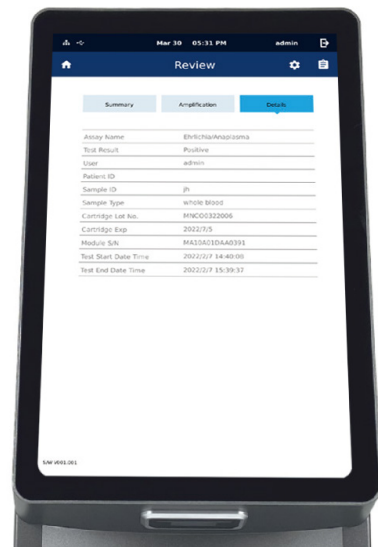 Mar 30 05:31 PM admin
Review
Summary Amplification Details
Assay Name Ehrlichia/Anaplasma
Test Result Positive
User admin
Patient ID
Sample ID jh
Sample Type whole blood
Cartridge Lot No. MNC00322006
Cartridge Exp 2022/7/5
Module S/N MA10A01DAA0391
Test Start Date Time 2022/2/7 14:40:08
Test End Date Time 2022/2/7 15:39:37
S/W V001.001